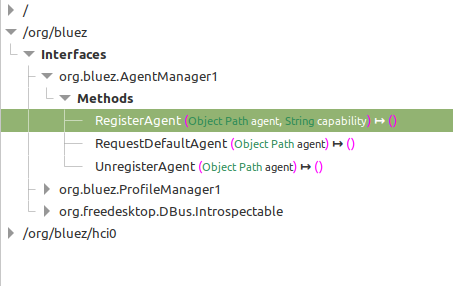 /
/org/bluez
Interfaces
org.bluez.AgentManager1
Methods
RegisterAgent (Object Path agent, String capability) ↦ ()
RequestDefaultAgent (Object Path agent) ↦ ()
UnregisterAgent (Object Path agent) ↦ ()
org.bluez.ProfileManager1
org.freedesktop.DBus.Introspectable
/org/bluez/hci0